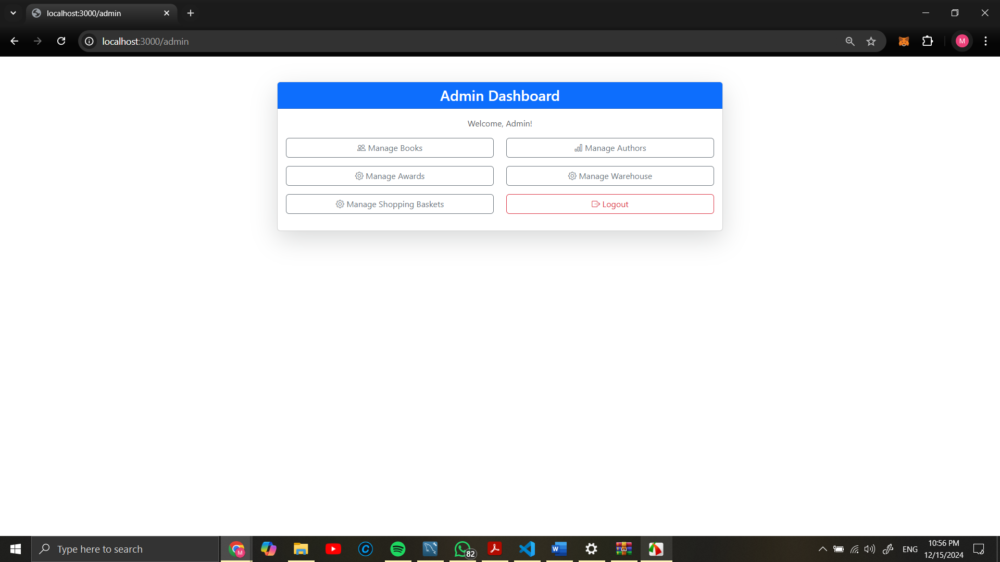 localhost:3000/admin
localhost:3000/admin
M
Admin Dashboard
Welcome, Admin!
Manage Books
Manage Authors
Manage Awards
Manage Warehouse
Manage Shopping Baskets
Logout
Type here to search
M
C
82
W
ENG
10:56 PM
12/15/2024